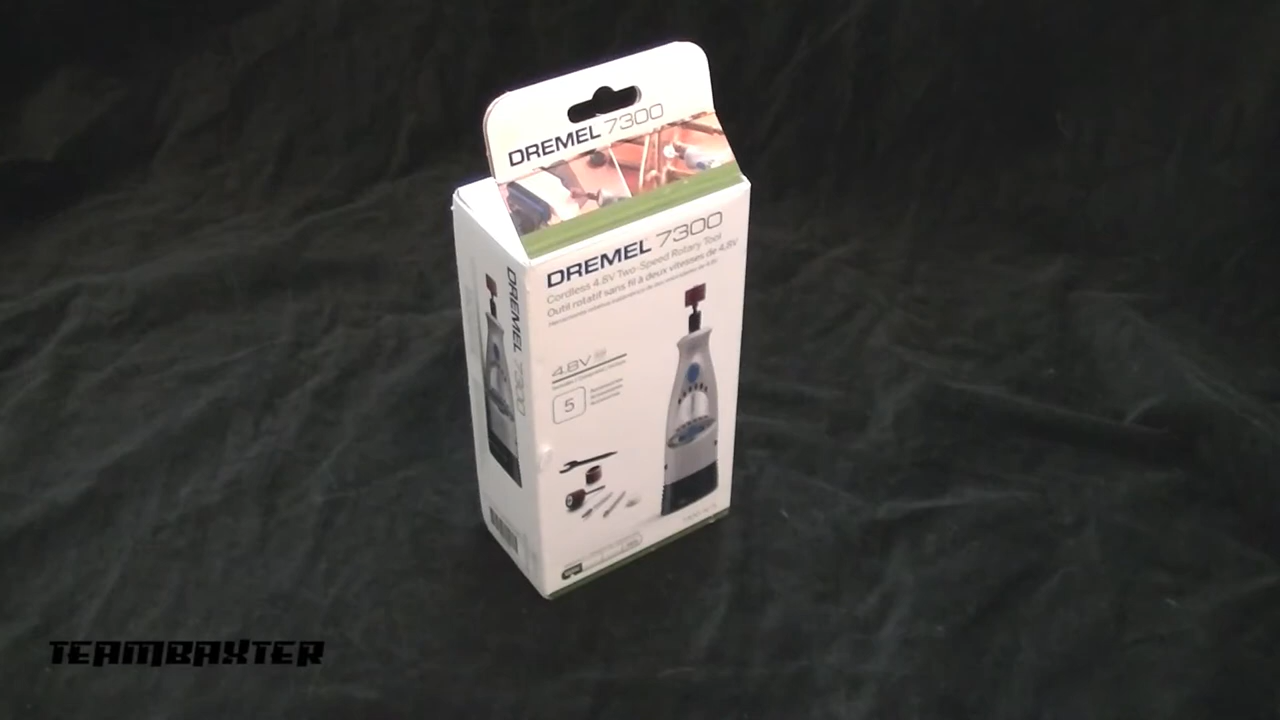 DREMEL 7300
DREMEL 7300
Cordless 4.8V Two-Speed Rotary Tool
Outil rotatif sans fil à deux vitesses de 4,8V
DREMEL 7300
4.8V
5
TEAMBAXTER